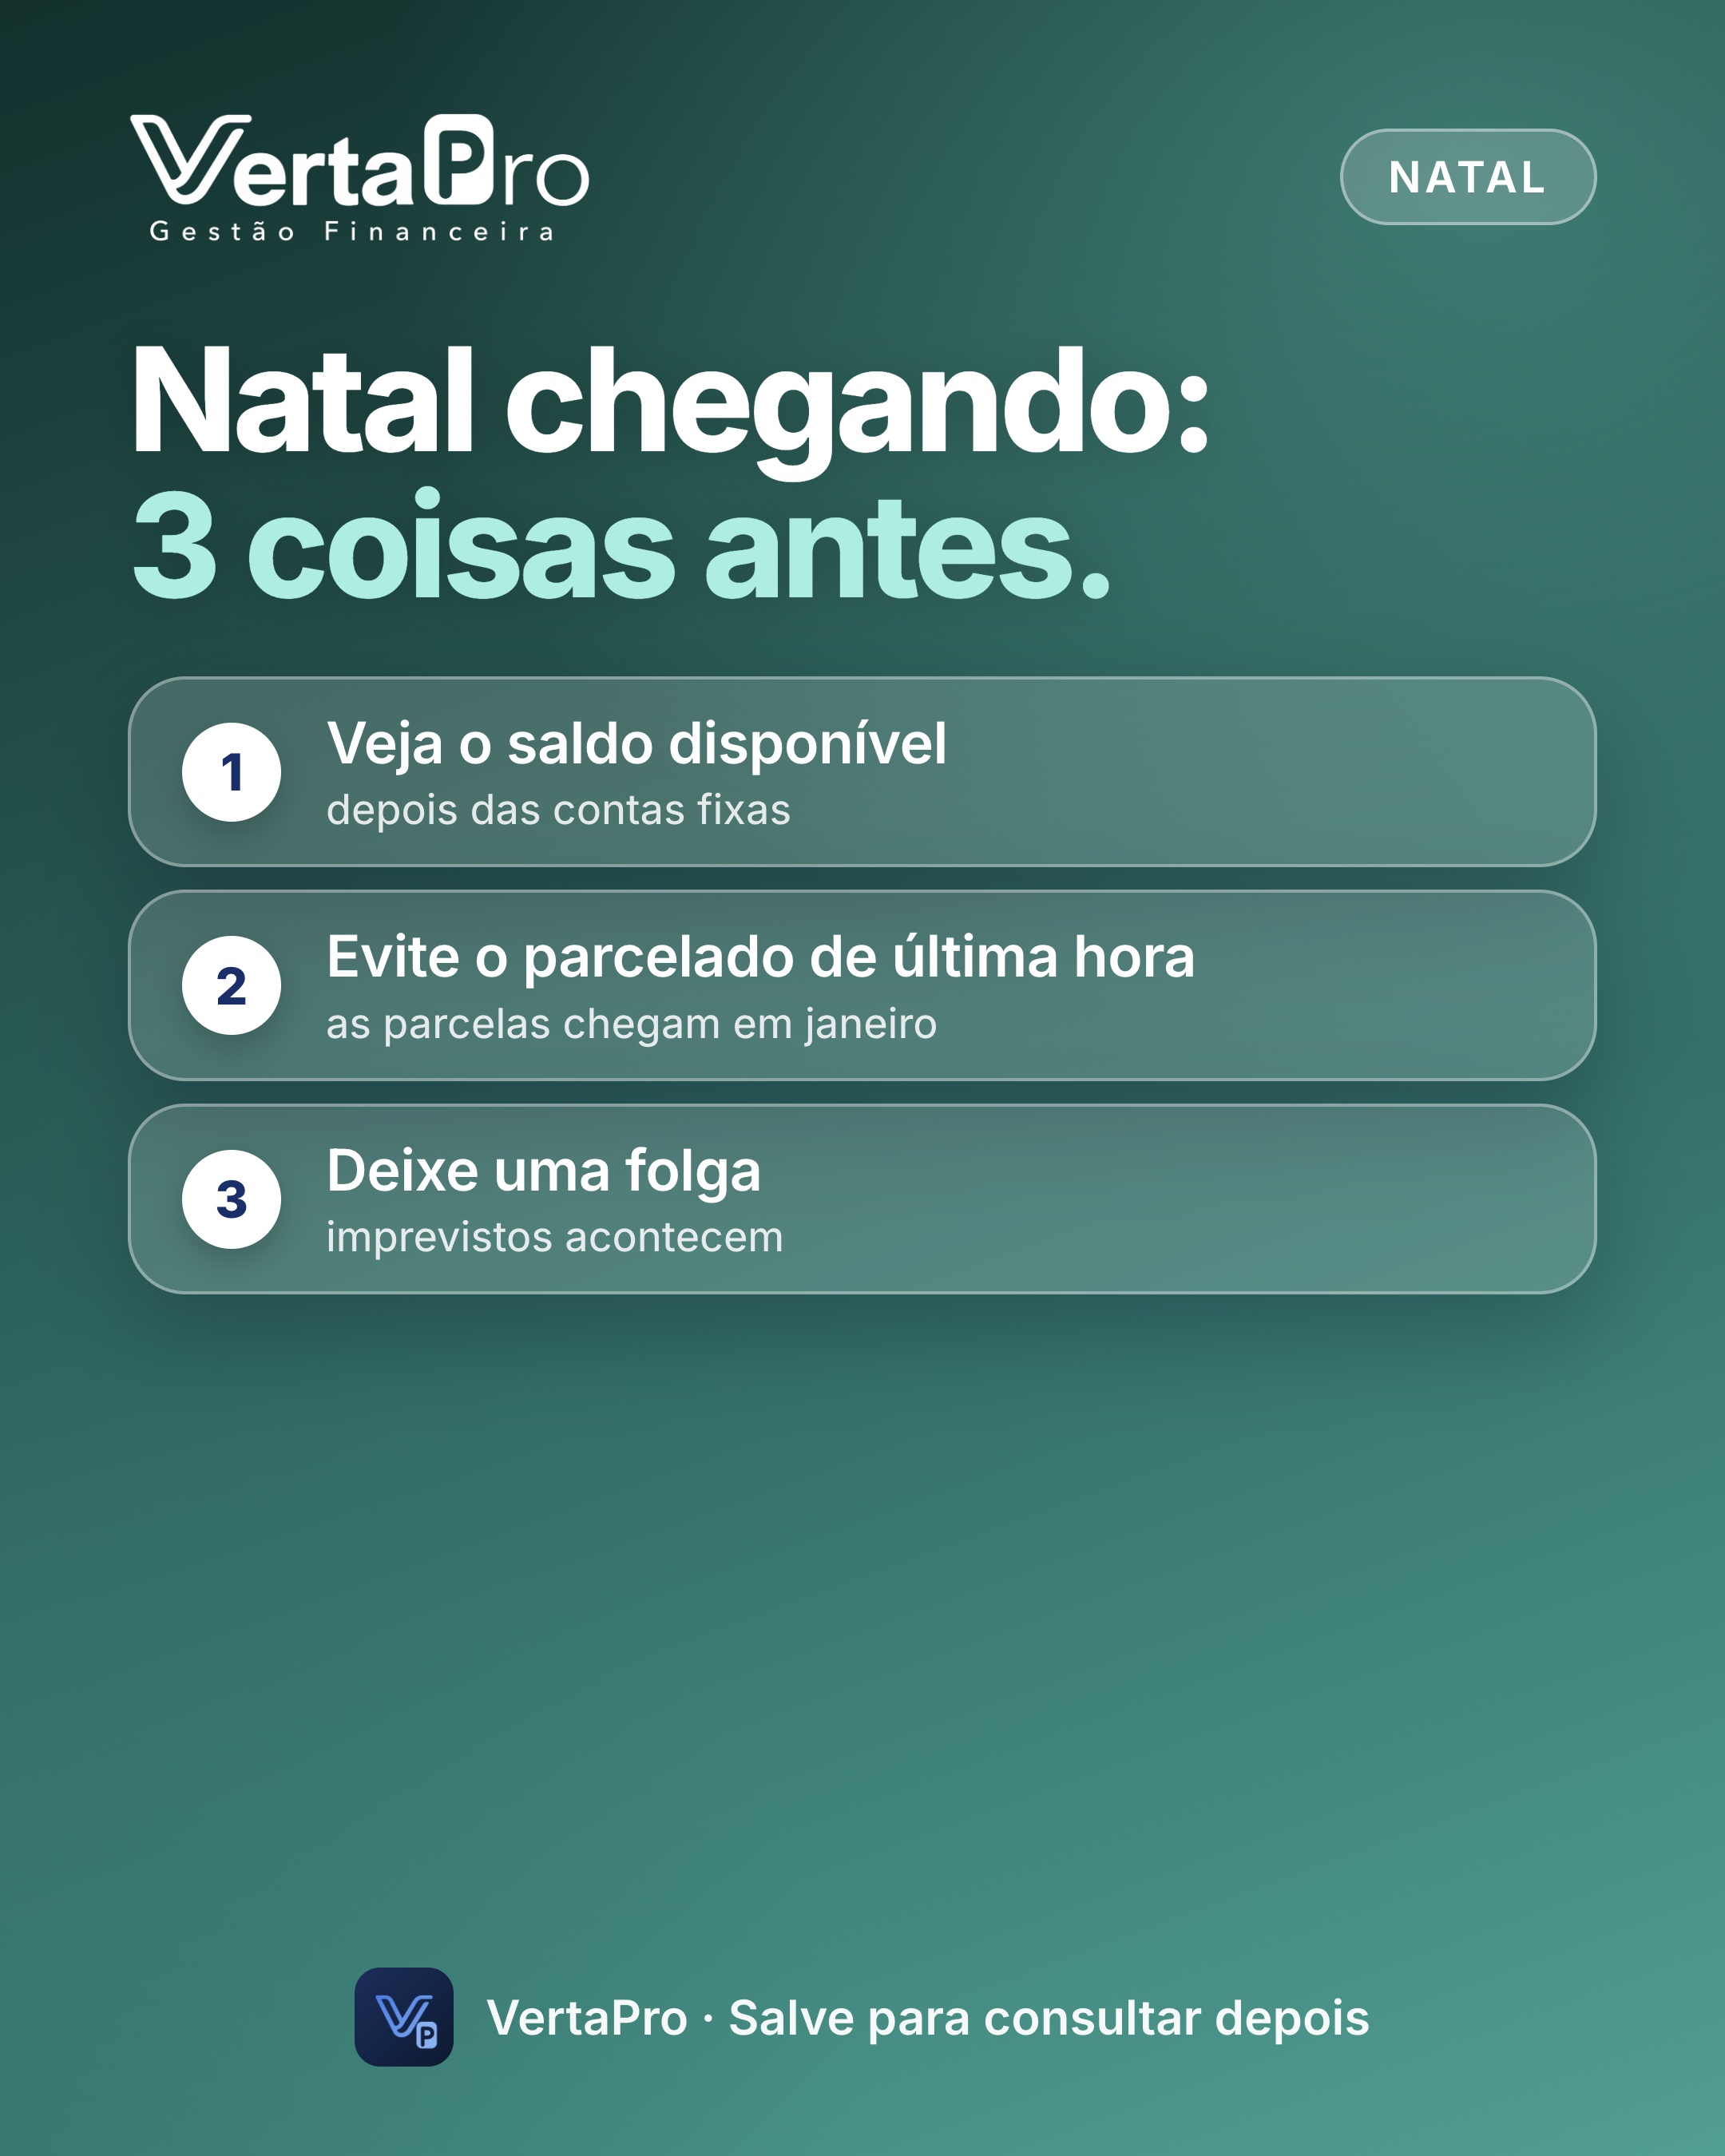 VertaPro
Gestão Financeira
NATAL
Natal chegando:
3 coisas antes.
1
Veja o saldo disponível
depois das contas fixas
2
Evite o parcelado de última hora
as parcelas chegam em janeiro
3
Deixe uma folga
imprevistos acontecem
VP
VertaPro · Salve para consultar depois